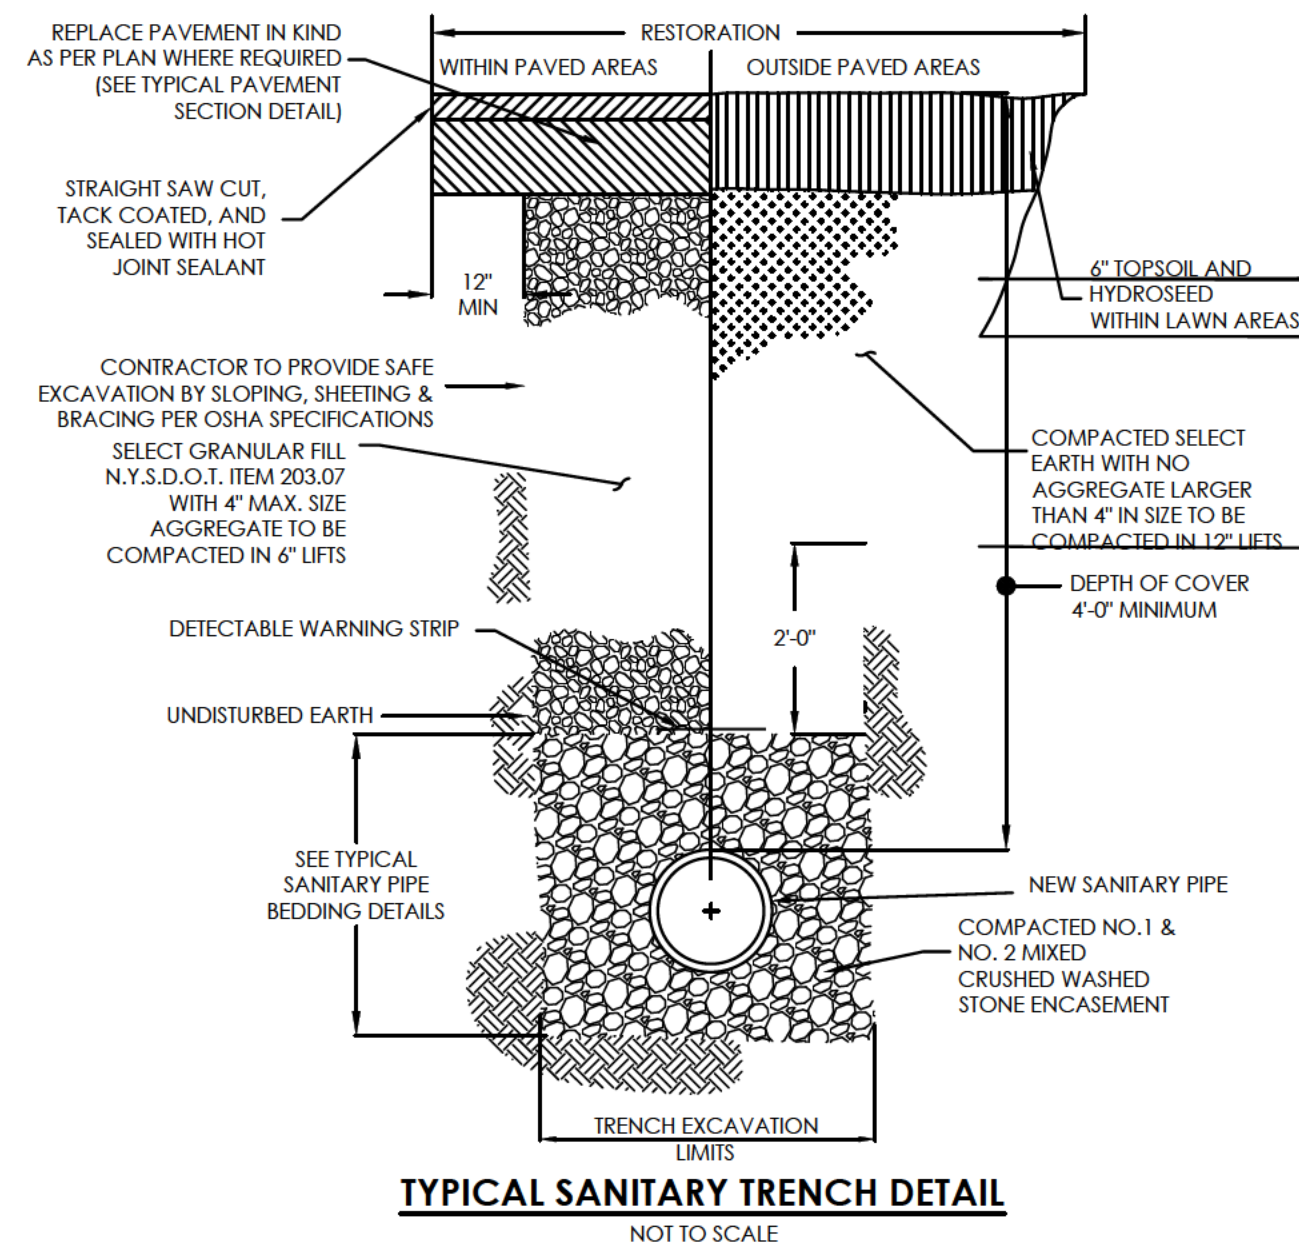 REPLACE PAVEMENT IN KIND
AS PER PLAN WHERE REQUIRED
(SEE TYPICAL PAVEMENT
SECTION DETAIL)
RESTORATION
WITHIN PAVED AREAS
OUTSIDE PAVED AREAS
STRAIGHT SAW CUT,
TACK COATED, AND
SEALED WITH HOT
JOINT SEALANT
12"
MIN
6" TOPSOIL AND
HYDROSEED
WITHIN LAWN AREAS
CONTRACTOR TO PROVIDE SAFE
EXCAVATION BY SLOPING, SHEETING &
BRACING PER OSHA SPECIFICATIONS
SELECT GRANULAR FILL
N.Y.S.D.O.T. ITEM 203.07
WITH 4" MAX. SIZE
AGGREGATE TO BE
COMPACTED IN 6" LIFTS
COMPACTED SELECT
EARTH WITH NO
AGGREGATE LARGER
THAN 4" IN SIZE TO BE
COMPACTED IN 12" LIFTS
DEPTH OF COVER
4'-0" MINIMUM
DETECTABLE WARNING STRIP
2'-0"
UNDISTURBED EARTH
SEE TYPICAL
SANITARY PIPE
BEDDING DETAILS
NEW SANITARY PIPE
COMPACTED NO.1 &
NO. 2 MIXED
CRUSHED WASHED
STONE ENCASEMENT
TRENCH EXCAVATION
LIMITS
TYPICAL SANITARY TRENCH DETAIL
NOT TO SCALE